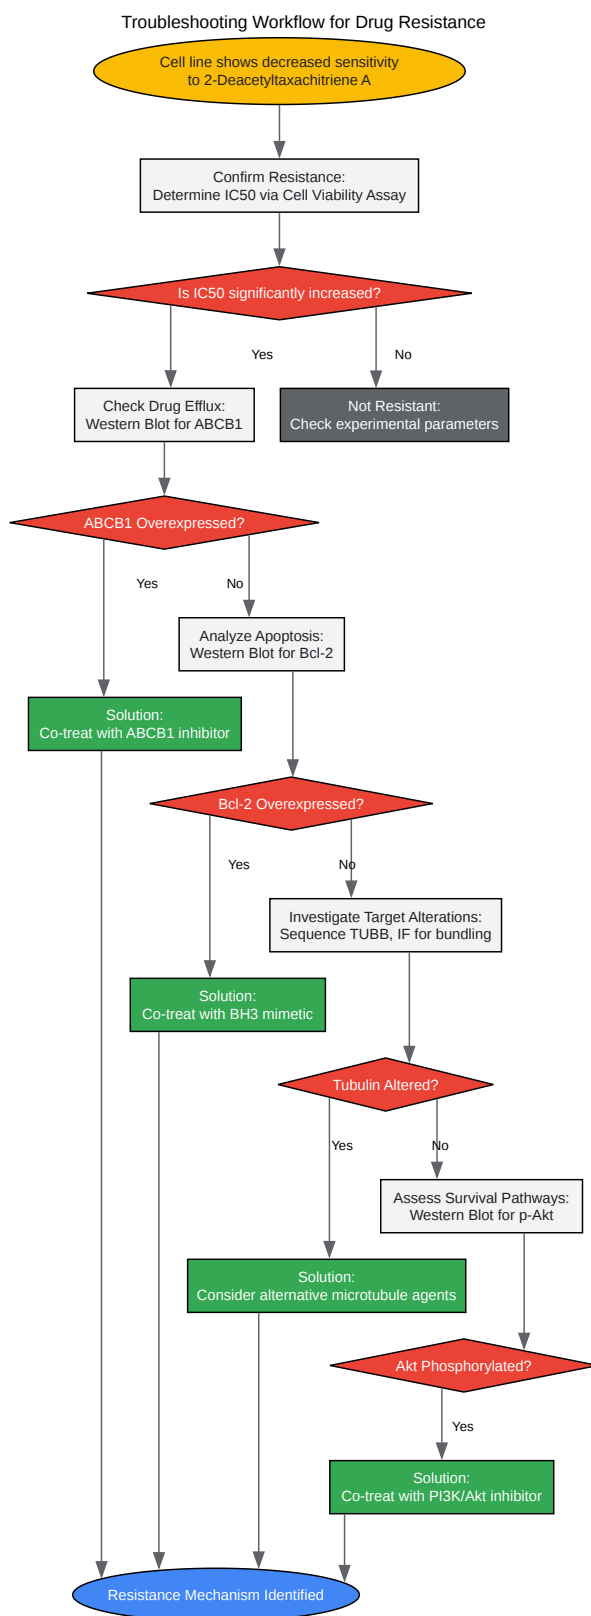 Troubleshooting Workflow for Drug Resistance
Cell line shows decreased sensitivity
to 2-Deacetyltaxachitriene A
Confirm Resistance:
Determine IC50 via Cell Viability Assay
Is IC50 significantly increased?
Yes
No
Check Drug Efflux:
Western Blot for ABCB1
Not Resistant:
Check experimental parameters
ABCB1 Overexpressed?
Yes
No
Analyze Apoptosis:
Western Blot for Bcl-2
Solution:
Co-treat with ABCB1 inhibitor
Bcl-2 Overexpressed?
Yes
No
Investigate Target Alterations:
Sequence TUBB, IF for bundling
Solution:
Co-treat with BH3 mimetic
Tubulin Altered?
Yes
No
Assess Survival Pathways:
Western Blot for p-Akt
Solution:
Consider alternative microtubule agents
Akt Phosphorylated?
Yes
Solution:
Co-treat with PI3K/Akt inhibitor
Resistance Mechanism Identified